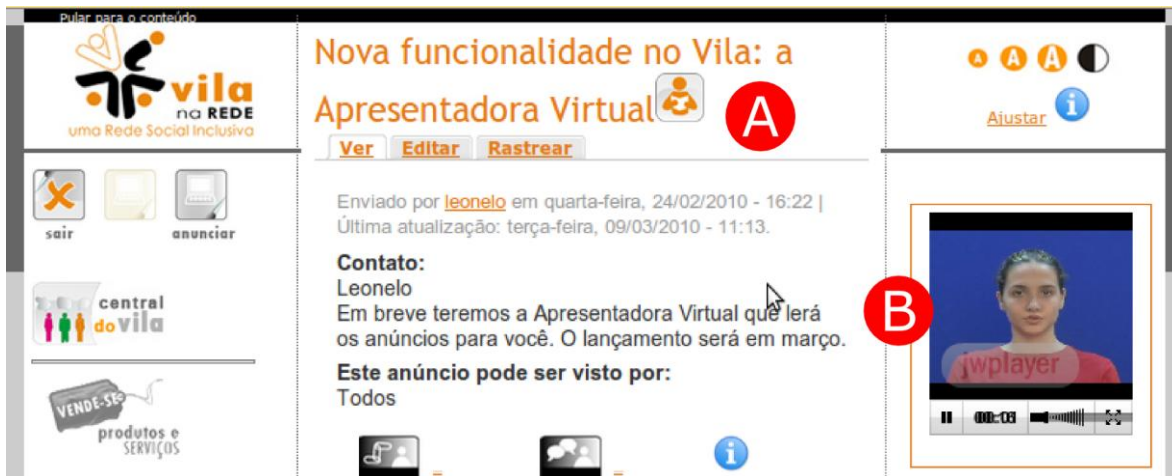 Pular para o conteúdo
vila
na REDE
uma Rede Social Inclusiva
sair
anunciar
central
do vila
VENDE-SE
produtos e
SERVIÇOS
Nova funcionalidade no Vila: a
Apresentadora Virtual
A
Ver Editar Rastrear
Enviado por leonelo em quarta-feira, 24/02/2010 - 16:22 |
Última atualização: terça-feira, 09/03/2010 - 11:13.
Contato:
Leonelo
Em breve teremos a Apresentadora Virtual que lerá
os anúncios para você. O lançamento será em março.
Este anúncio pode ser visto por:
Todos
i
A A A
Ajustar i
B
jwplayer